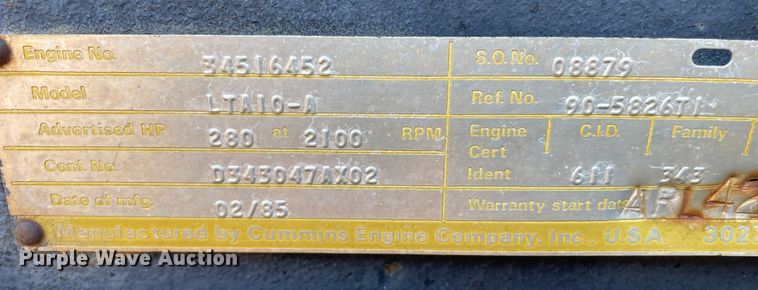 Engine No. 34516452 S.O. No. 08879
Model LTA10-A Ref. No. 90-5826T1
Advertised HP 280 at 2100 RPM Engine C.I.D. Family
Cert
Conf. No. D343047AX02 Ident 611 343
Date of mfg. 02/85 Warranty start date APL42
Manufactured by Cummins Engine Company, Inc., U.S.A. 3027
Purple Wave Auction